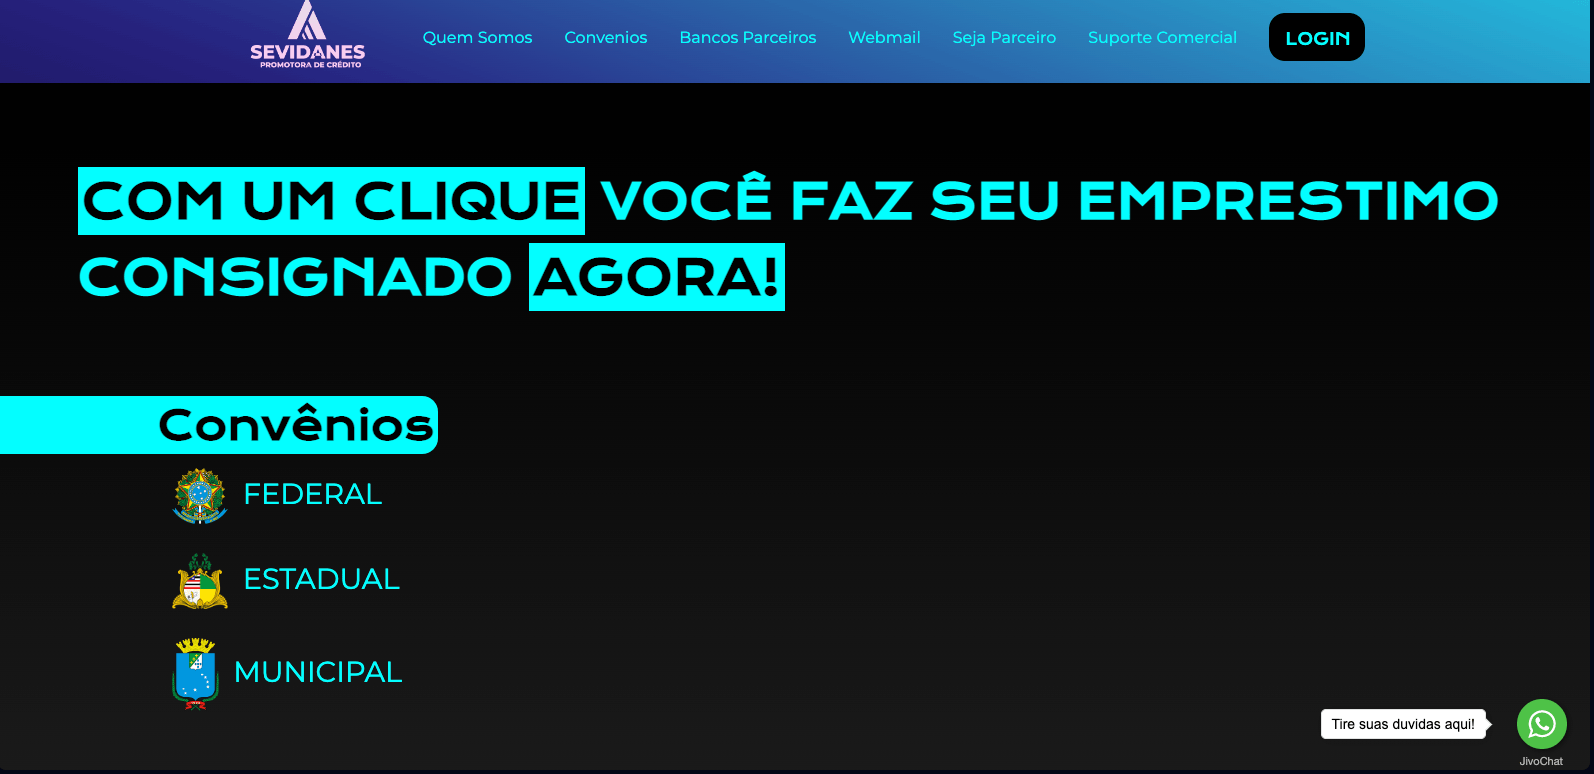 SEVIDANES
PROMOTORA DE CRÉDITO
Quem Somos
Convenios
Bancos Parceiros
Webmail
Seja Parceiro
Suporte Comercial
LOGIN
COM UM CLIQUE VOCÊ FAZ SEU EMPRESTIMO
CONSIGNADO AGORA!
Convênios
FEDERAL
ESTADUAL
MUNICIPAL
Tire suas duvidas aqui!
JivoChat